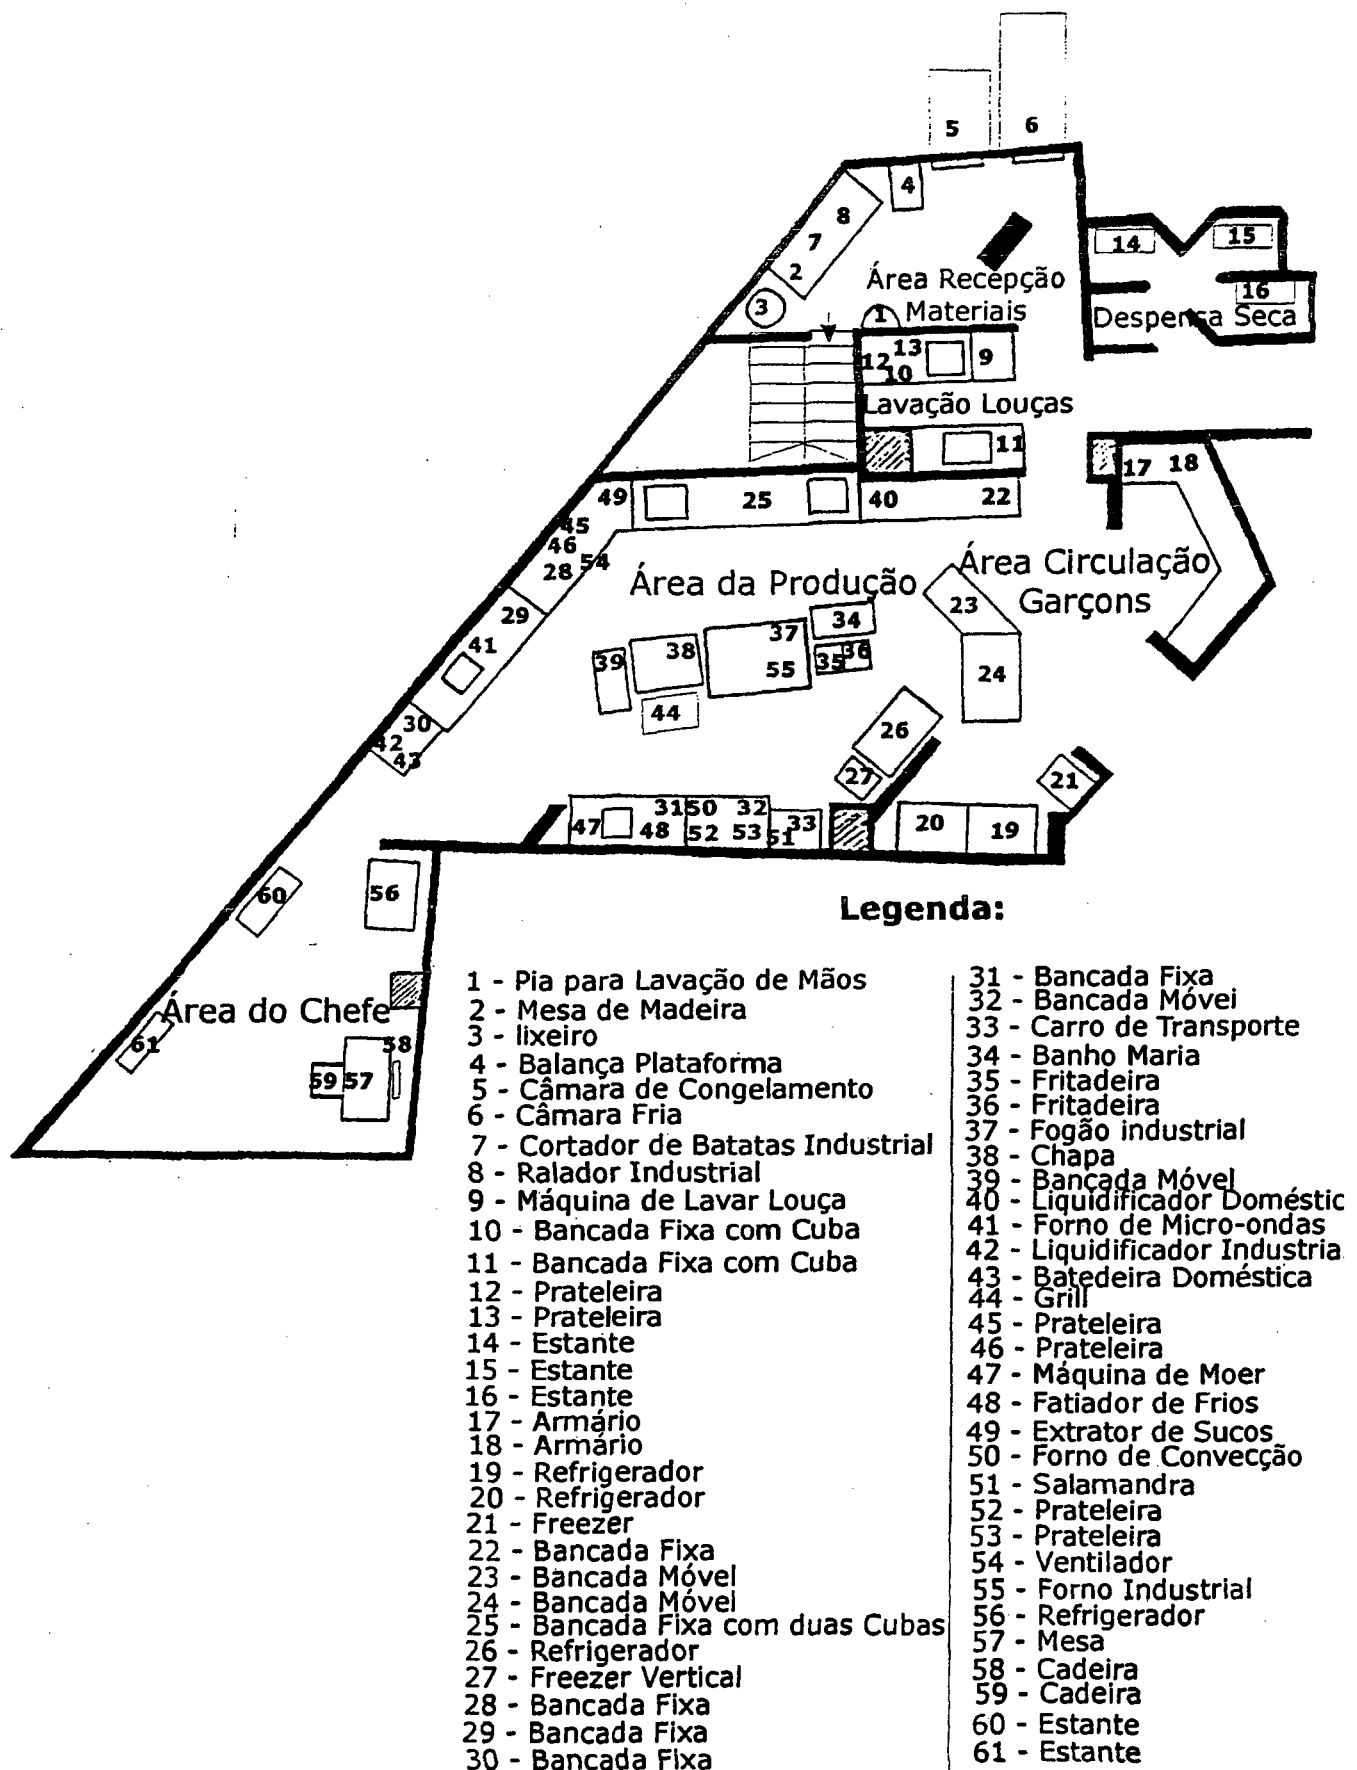 5
6
4
8
7
2
3
14
15
16
Área Recepção
1 Materiais
Despensa Seca
12
13
10
9
Lavação Louças
11
17
18
49
25
40
22
45
46
54
28
Área da Produção
Área Circulação
Garçons
23
29
41
34
37
38
39
35
36
55
24
44
30
42
43
26
27
21
31
50
32
47
48
52
53
33
51
20
19
60
56
Área do Chefe
61
58
59
57
Legenda:
1 - Pia para Lavação de Mãos
2 - Mesa de Madeira
3 - lixeiro
4 - Balança Plataforma
5 - Câmara de Congelamento
6 - Câmara Fria
7 - Cortador de Batatas Industrial
8 - Ralador Industrial
9 - Máquina de Lavar Louça
10 - Bancada Fixa com Cuba
11 - Bancada Fixa com Cuba
12 - Prateleira
13 - Prateleira
14 - Estante
15 - Estante
16 - Estante
17 - Armário
18 - Armário
19 - Refrigerador
20 - Refrigerador
21 - Freezer
22 - Bancada Fixa
23 - Bancada Móvel
24 - Bancada Móvel
25 - Bancada Fixa com duas Cubas
26 - Refrigerador
27 - Freezer Vertical
28 - Bancada Fixa
29 - Bancada Fixa
30 - Bancada Fixa
31 - Bancada Fixa
32 - Bancada Móvel
33 - Carro de Transporte
34 - Banho Maria
35 - Fritadeira
36 - Fritadeira
37 - Fogão industrial
38 - Chapa
39 - Bancada Móvel
40 - Liquidificador Doméstic
41 - Forno de Micro-ondas
42 - Liquidificador Industria
43 - Batedeira Doméstica
44 - Grill
45 - Prateleira
46 - Prateleira
47 - Máquina de Moer
48 - Fatiador de Frios
49 - Extrator de Sucos
50 - Forno de Convecção
51 - Salamandra
52 - Prateleira
53 - Prateleira
54 - Ventilador
55 - Forno Industrial
56 - Refrigerador
57 - Mesa
58 - Cadeira
59 - Cadeira
60 - Estante
61 - Estante